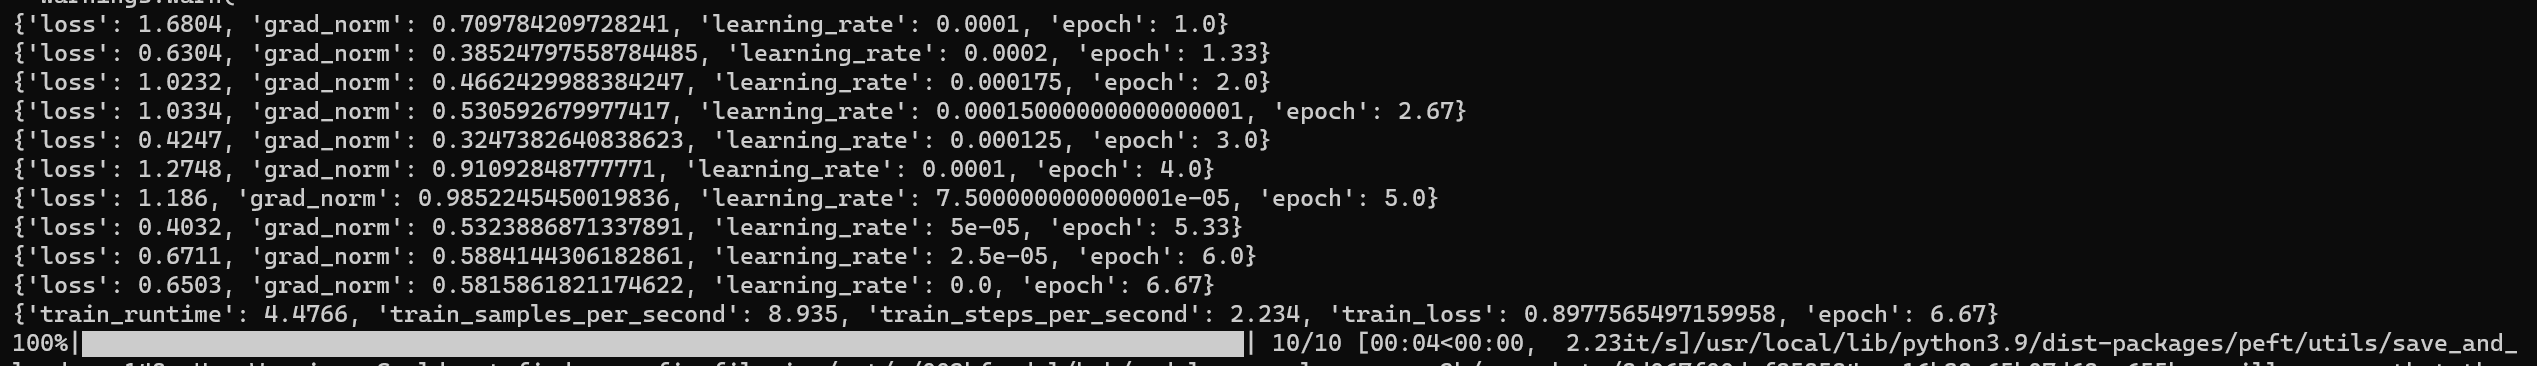 {'loss': 1.6804, 'grad_norm': 0.709784209728241, 'learning_rate': 0.0001, 'epoch': 1.0}
{'loss': 0.6304, 'grad_norm': 0.38524797558784485, 'learning_rate': 0.0002, 'epoch': 1.33}
{'loss': 1.0232, 'grad_norm': 0.4662429988384247, 'learning_rate': 0.000175, 'epoch': 2.0}
{'loss': 1.0334, 'grad_norm': 0.530592679977417, 'learning_rate': 0.00015000000000000001, 'epoch': 2.67}
{'loss': 0.4247, 'grad_norm': 0.3247382640838623, 'learning_rate': 0.000125, 'epoch': 3.0}
{'loss': 1.2748, 'grad_norm': 0.91092848777771, 'learning_rate': 0.0001, 'epoch': 4.0}
{'loss': 1.186, 'grad_norm': 0.9852245450019836, 'learning_rate': 7.500000000000001e-05, 'epoch': 5.0}
{'loss': 0.4032, 'grad_norm': 0.5323886871337891, 'learning_rate': 5e-05, 'epoch': 5.33}
{'loss': 0.6711, 'grad_norm': 0.5884144306182861, 'learning_rate': 2.5e-05, 'epoch': 6.0}
{'loss': 0.6503, 'grad_norm': 0.5815861821174622, 'learning_rate': 0.0, 'epoch': 6.67}
{'train_runtime': 4.4766, 'train_samples_per_second': 8.935, 'train_steps_per_second': 2.234, 'train_loss': 0.8977565497159958, 'epoch': 6.67}
100%| | 10/10 [00:04<00:00, 2.23it/s]/usr/local/lib/python3.9/dist-packages/peft/utils/save_and_